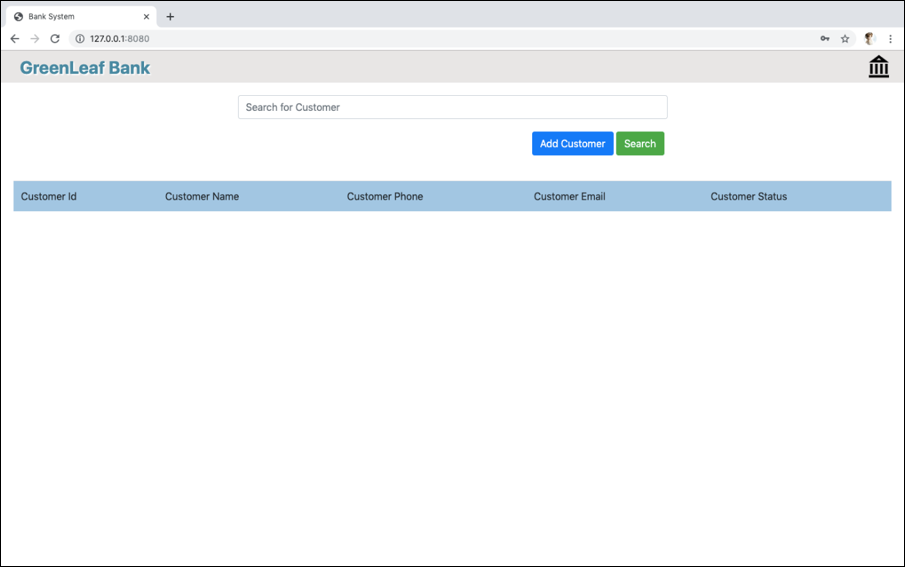 Bank System
127.0.0.1:8080
GreenLeaf Bank
Search for Customer
Add Customer Search
Customer Id Customer Name Customer Phone Customer Email Customer Status